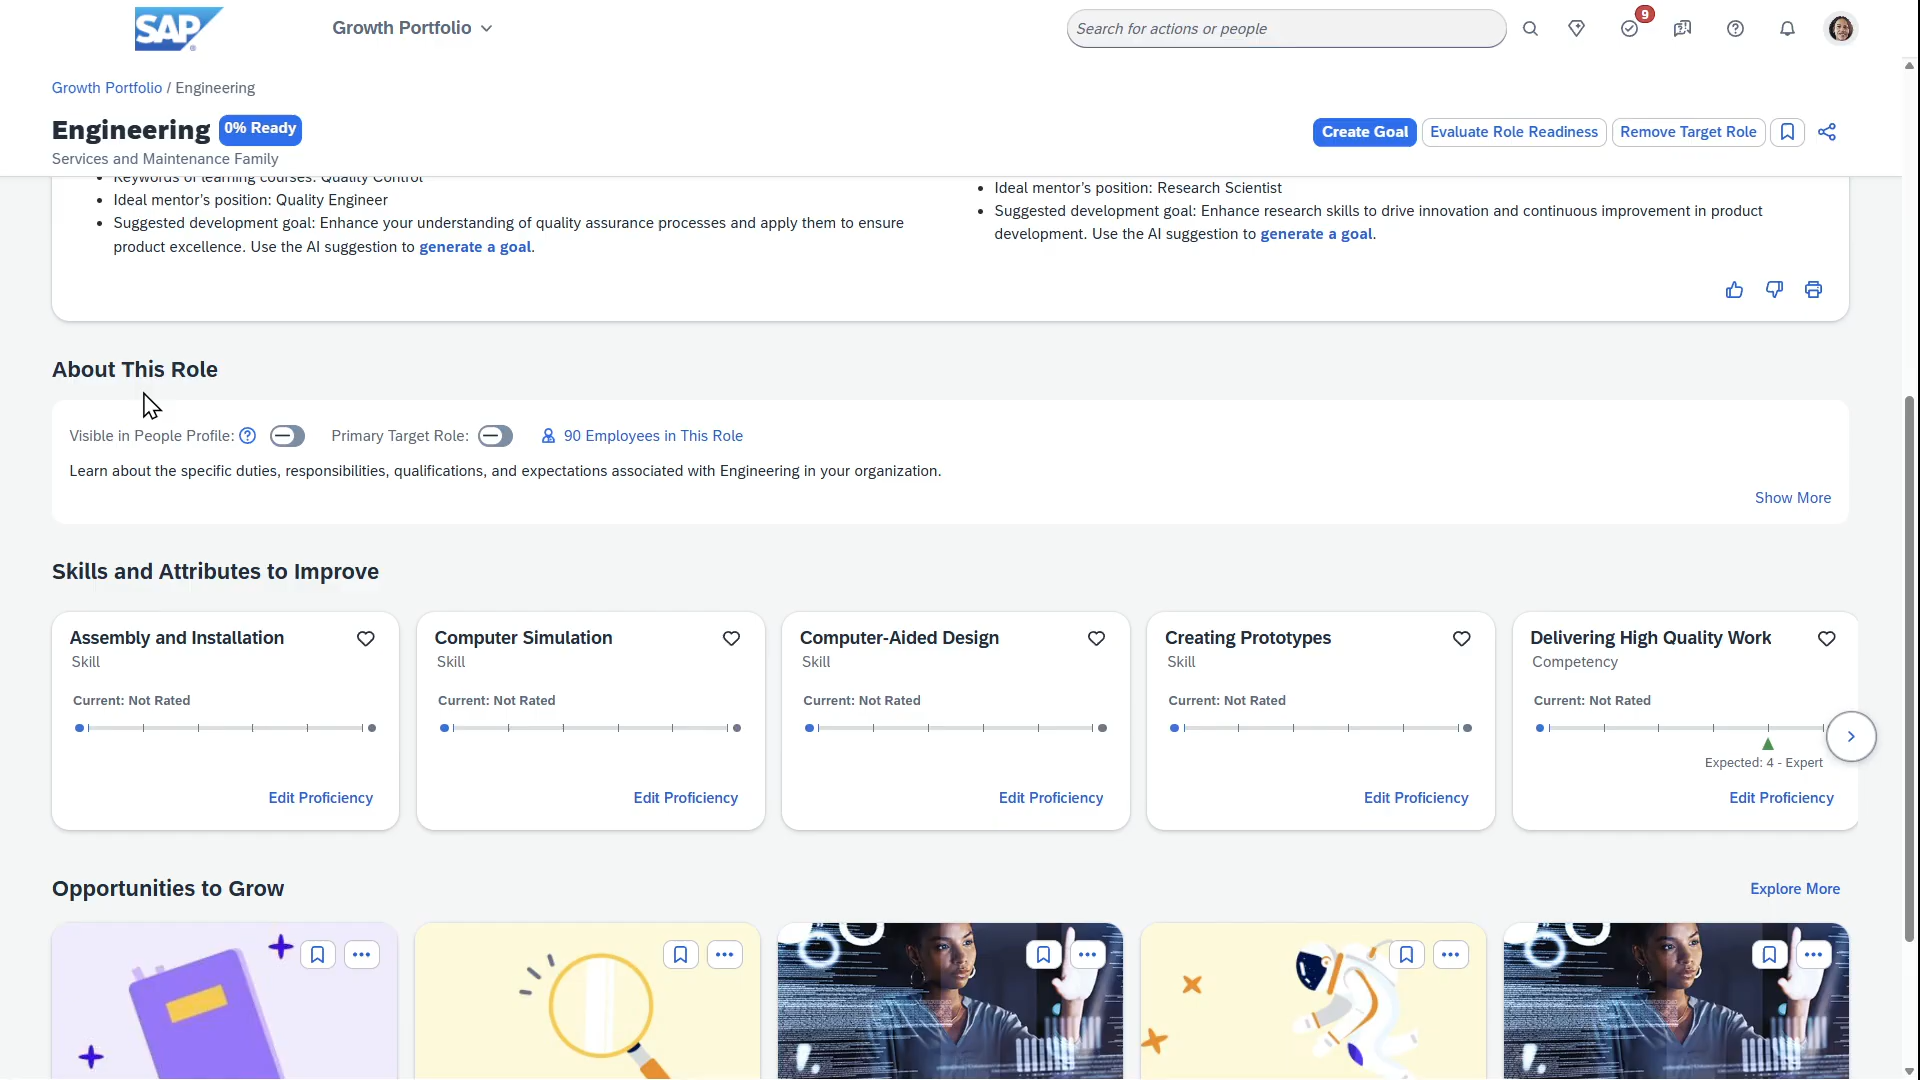 SAP
Growth Portfolio
Search for actions or people
9
Growth Portfolio / Engineering
Engineering 0% Ready
Create Goal
Evaluate Role Readiness
Remove Target Role
Services and Maintenance Family
Keywords of learning courses: Quality Control
Ideal mentor's position: Quality Engineer
Suggested development goal: Enhance your understanding of quality assurance processes and apply them to ensure
product excellence. Use the AI suggestion to generate a goal.
Ideal mentor's position: Research Scientist
Suggested development goal: Enhance research skills to drive innovation and continuous improvement in product
development. Use the AI suggestion to generate a goal.
About This Role
Visible in People Profile: Primary Target Role: 90 Employees in This Role
Learn about the specific duties, responsibilities, qualifications, and expectations associated with Engineering in your organization.
Show More
Skills and Attributes to Improve
Assembly and Installation
Skill
Current: Not Rated
Edit Proficiency
Computer Simulation
Skill
Current: Not Rated
Edit Proficiency
Computer-Aided Design
Skill
Current: Not Rated
Edit Proficiency
Creating Prototypes
Skill
Current: Not Rated
Edit Proficiency
Delivering High Quality Work
Competency
Current: Not Rated
Expected: 4 - Expert
Edit Proficiency
Opportunities to Grow
Explore More